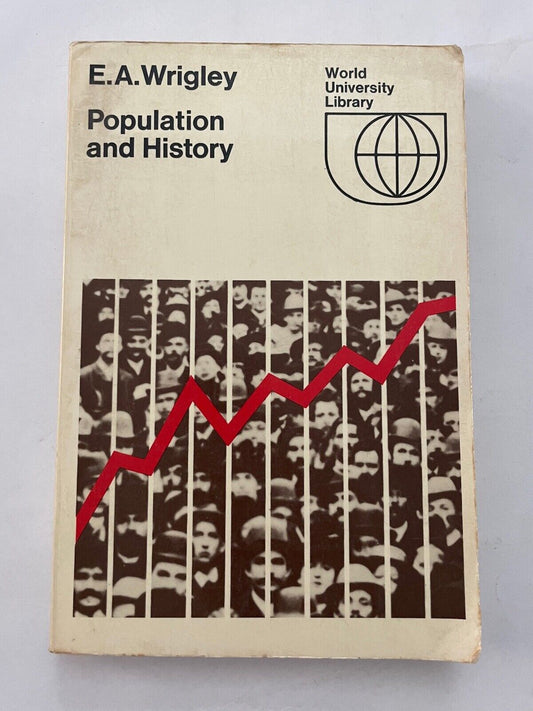 E.A.Wrigley
Population
and History
World
University
Library